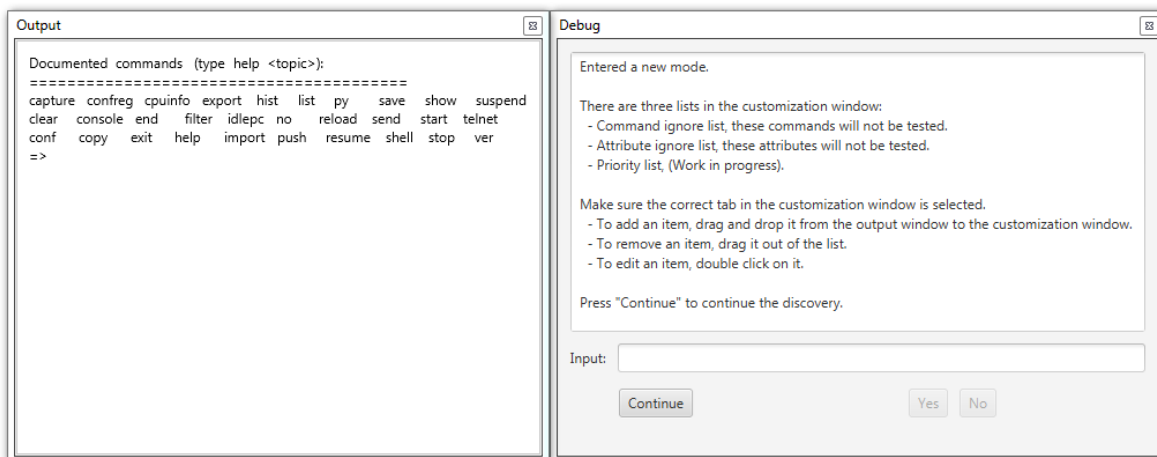 Output
Documented commands (type help <topic>):
========================================
capture confreg cpuinfo export hist list py save show suspend
clear console end filter idlepc no reload send start telnet
conf copy exit help import push resume shell stop ver
=>
Debug
Entered a new mode.
There are three lists in the customization window:
- Command ignore list, these commands will not be tested.
- Attribute ignore list, these attributes will not be tested.
- Priority list, (Work in progress).
Make sure the correct tab in the customization window is selected.
- To add an item, drag and drop it from the output window to the customization window.
- To remove an item, drag it out of the list.
- To edit an item, double click on it.
Press "Continue" to continue the discovery.
Input:
Continue Yes No